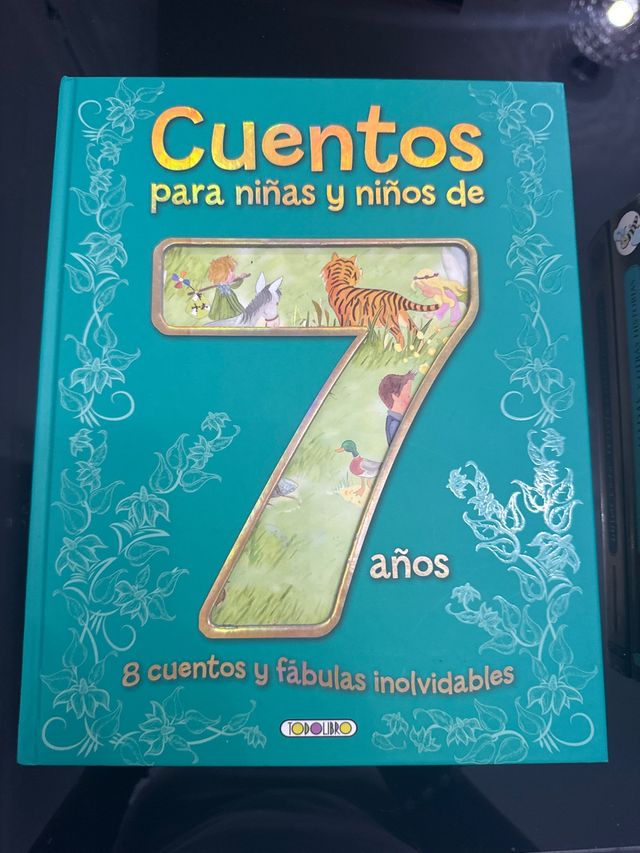 Cuentos
para niñas y niños de
7
años
8 cuentos y fábulas inolvidables
TODOLIBRO